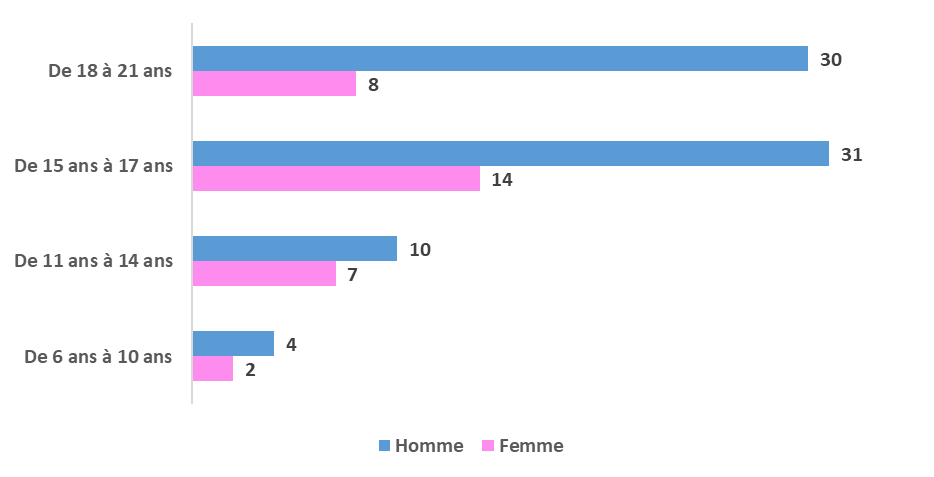 De 18 à 21 ans
30
8
De 15 ans à 17 ans
31
14
De 11 ans à 14 ans
10
7
De 6 ans à 10 ans
4
2
Homme Femme